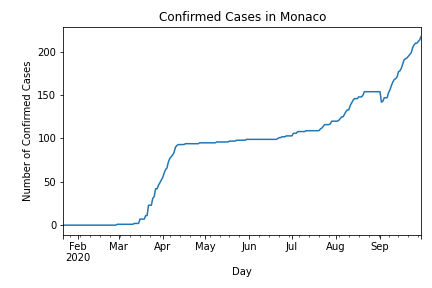 Confirmed Cases in Monaco
Number of Confirmed Cases
200
150
100
50
0
Feb Mar Apr May Jun Jul Aug Sep
2020
Day